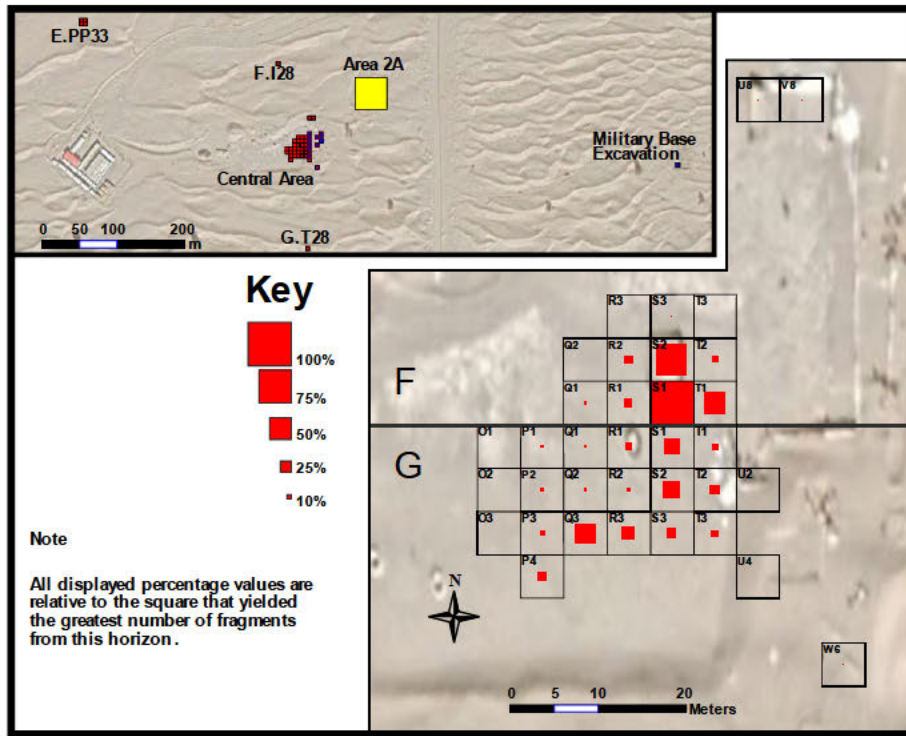 E.PP33
F.I28
Area 2A
Military Base
Excavation
Central Area
0 50 100 200
m
G.T28
U8 V8
Key
100%
75%
50%
25%
10%
R3 S3 T3
Q2 R2 S2 T2
F
Q1 R1 S1 T1
G
O1 P1 Q1 R1 S1 T1
O2 P2 Q2 R2 S2 T2 U2
O3 P3 Q3 R3 S3 T3
P4 U4
Note
All displayed percentage values are
relative to the square that yielded
the greatest number of fragments
from this horizon.
N
W6
0 5 10 20
Meters